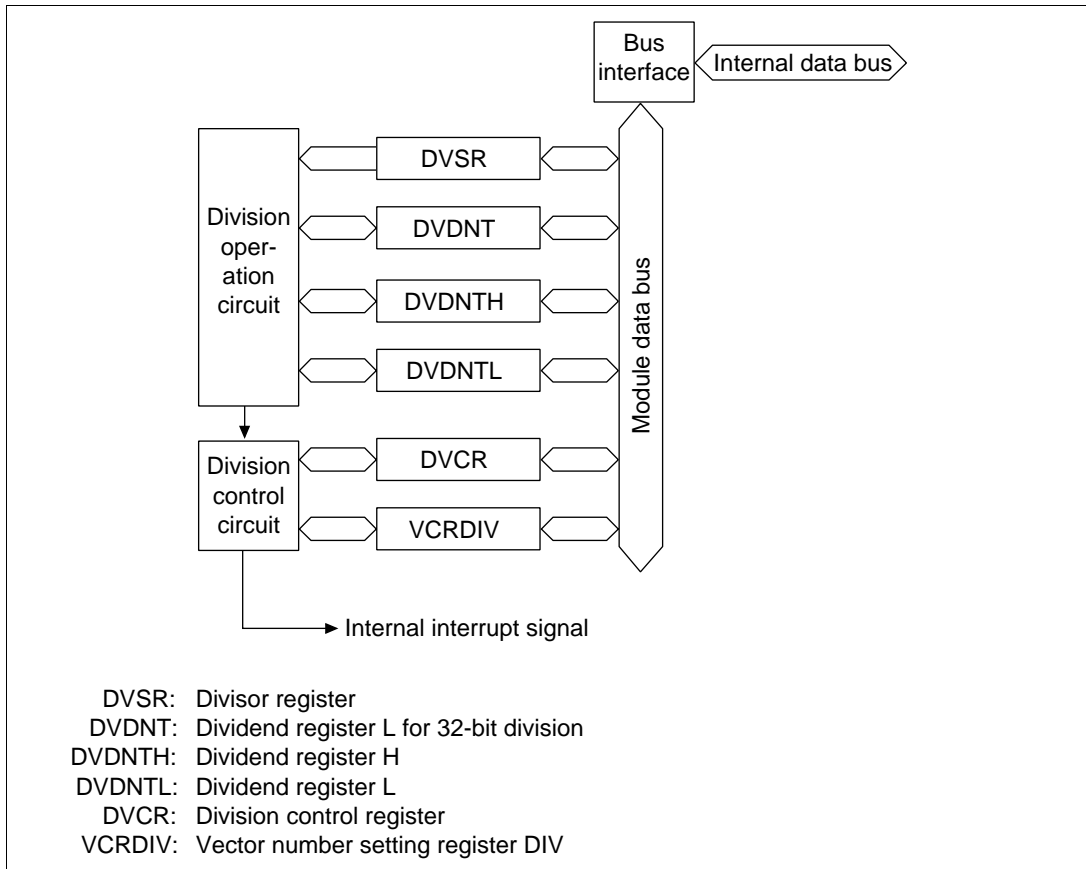 Bus
interface
Internal data bus
DVSR
Division
oper-
ation
circuit
DVDNT
DVDNTH
DVDNTL
Module data bus
Division
control
circuit
DVCR
VCRDIV
Internal interrupt signal
DVSR: Divisor register
DVDNT: Dividend register L for 32-bit division
DVDNTH: Dividend register H
DVDNTL: Dividend register L
DVCR: Division control register
VCRDIV: Vector number setting register DIV